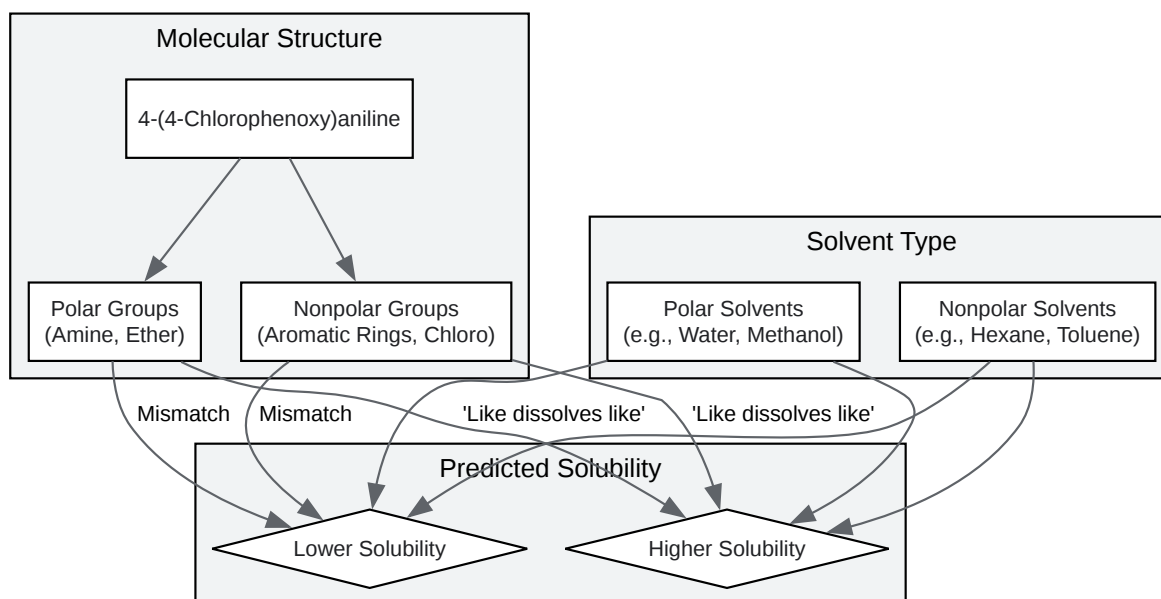 Molecular Structure
4-(4-Chlorophenoxy)aniline
Solvent Type
Polar Groups
(Amine, Ether)
Nonpolar Groups
(Aromatic Rings, Chloro)
Polar Solvents
(e.g., Water, Methanol)
Nonpolar Solvents
(e.g., Hexane, Toluene)
Mismatch
Mismatch
'Like dissolves like'
'Like dissolves like'
Predicted Solubility
Lower Solubility
Higher Solubility